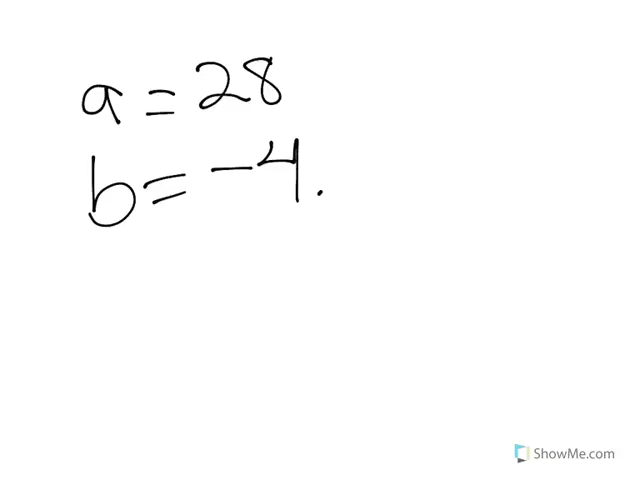 a = 28
b = -4.
ShowMe.com